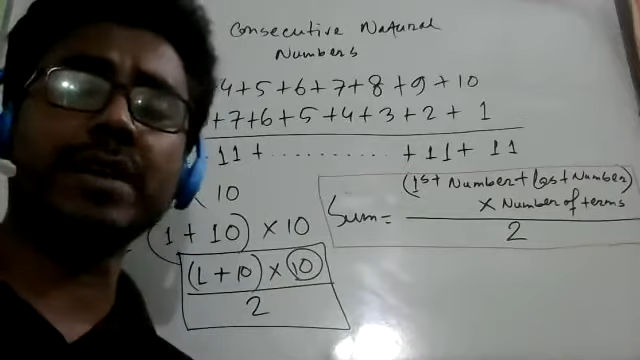 Consecutive Natural
Numbers
4+5+6+7+8+9+10
+7+6+5+4+3+2+1
11+..........+11+11
× 10
(1+10) × 10
(1+10) × 10
2
Sum= (1st Number + last Number)
× Number of terms
2